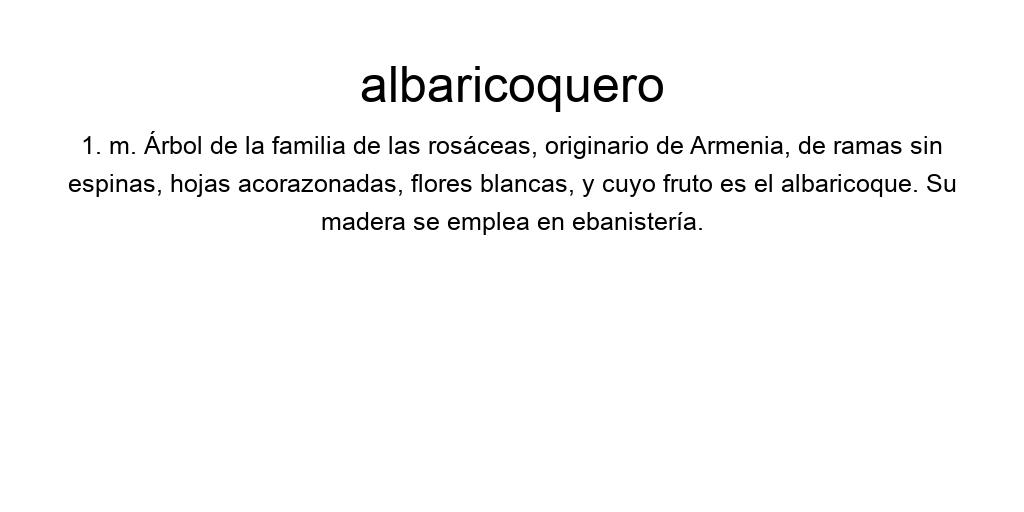 albaricoquero
1. m. Árbol de la familia de las rosáceas, originario de Armenia, de ramas sin
espinas, hojas acorazonadas, flores blancas, y cuyo fruto es el albaricoque. Su
madera se emplea en ebanistería.